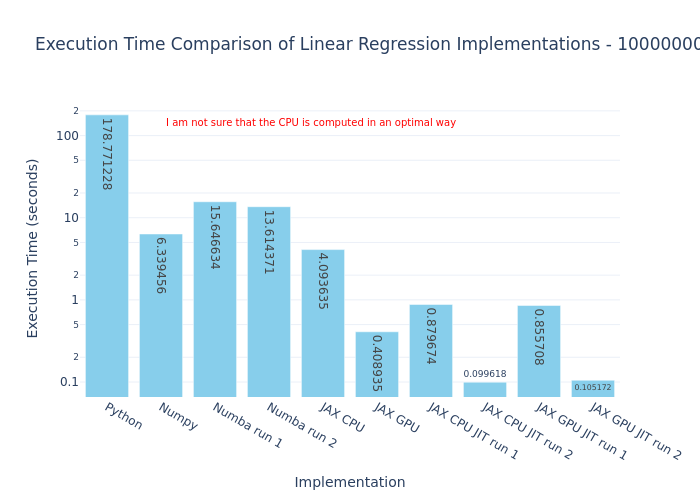 Execution Time Comparison of Linear Regression Implementations - 10000000
I am not sure that the CPU is computed in an optimal way
Execution Time (seconds)
2
100
5
2
10
5
2
1
5
2
0.1
178.771228
6.339456
15.646634
13.614371
4.093635
0.408935
0.879674
0.099618
0.855708
0.105172
Python
Numpy
Numba run 1
Numba run 2
JAX CPU
JAX GPU
JAX CPU JIT run 1
JAX CPU JIT run 2
JAX GPU JIT run 1
JAX GPU JIT run 2
Implementation